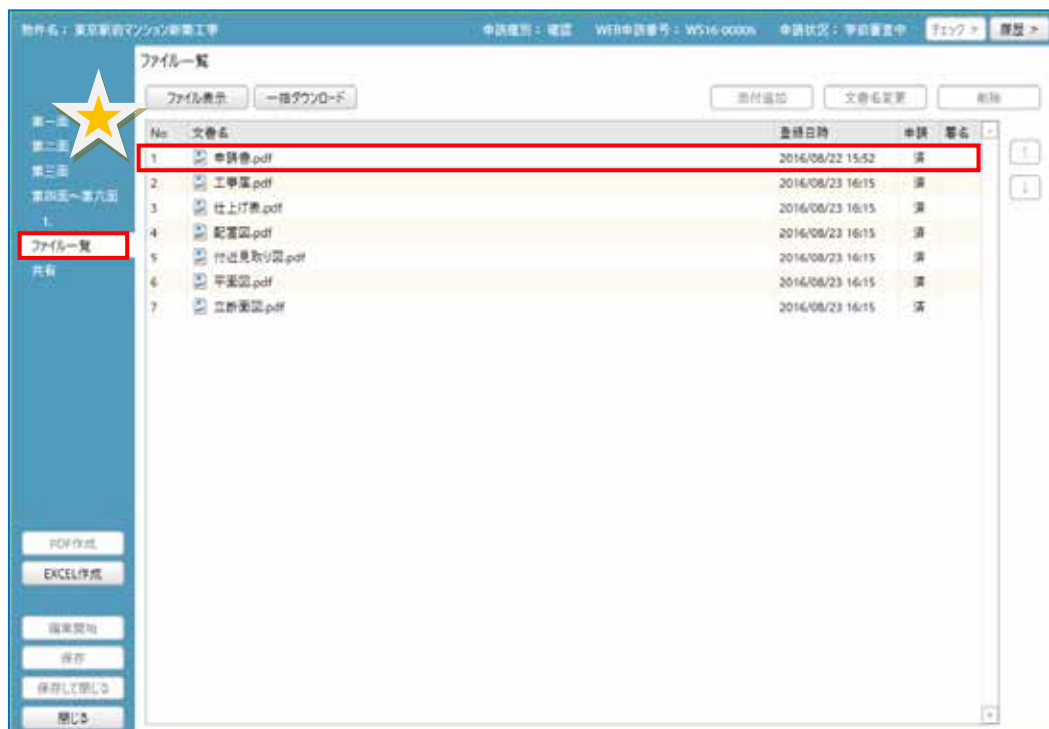 物件名：東京駅前マンション新築工事 申請種別：確認 WEB申請番号：WS16-00006 申請状況：事前審査中 チェック > 履歴 >
ファイル一覧
ファイル表示 一括ダウンロード 添付追加 文書名変更 削除
第一面
第二面
第三面
第四面～第六面
1.
ファイル一覧
共有
No 文書名 登録日時 申請 署名
1 申請書.pdf 2016/08/22 15:52 済
2 工事届.pdf 2016/08/23 16:15 済
3 仕上げ表.pdf 2016/08/23 16:15 済
4 配置図.pdf 2016/08/23 16:15 済
5 付近見取り図.pdf 2016/08/23 16:15 済
6 平面図.pdf 2016/08/23 16:15 済
7 立断面図.pdf 2016/08/23 16:15 済
↑
↓
PDF作成
EXCEL作成
編集開始
保存
保存して閉じる
閉じる